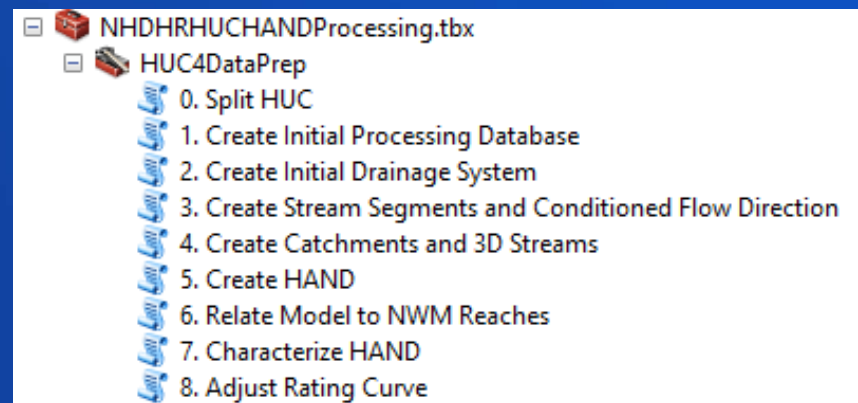 NHDHRHUCHANDProcessing.tbx
HUC4DataPrep
0. Split HUC
1. Create Initial Processing Database
2. Create Initial Drainage System
3. Create Stream Segments and Conditioned Flow Direction
4. Create Catchments and 3D Streams
5. Create HAND
6. Relate Model to NWM Reaches
7. Characterize HAND
8. Adjust Rating Curve